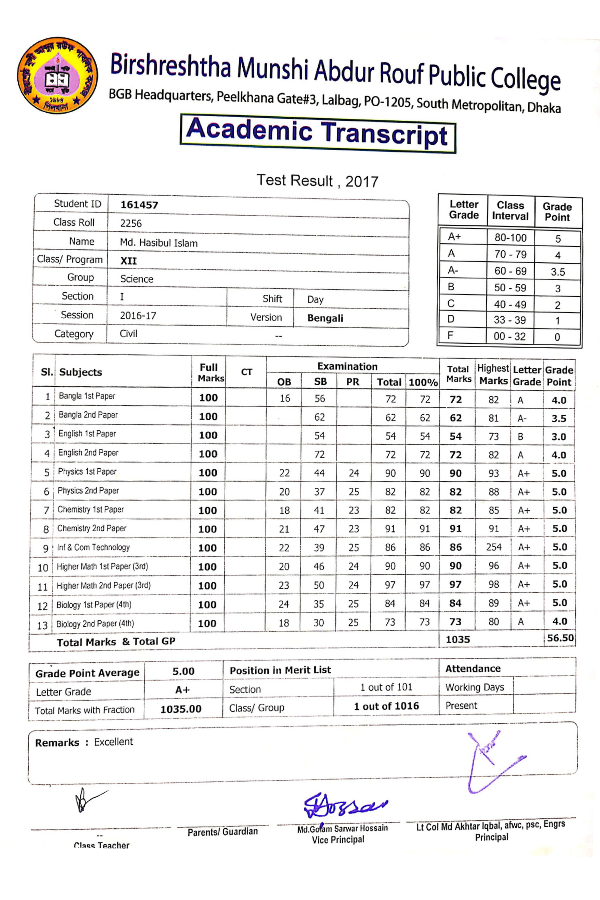 Birshreshtha Munshi Abdur Rouf Public College
BGB Headquarters, Peelkhana Gate#3, Lalbag, PO-1205, South Metropolitan, Dhaka
Academic Transcript
Test Result , 2017
Student ID 161457
Class Roll 2256
Name Md. Hasibul Islam
Class/ Program XII
Group Science
Section I Shift Day
Session 2016-17 Version Bengali
Category Civil --
Letter Grade Class Interval Grade Point
A+ 80-100 5
A 70 - 79 4
A- 60 - 69 3.5
B 50 - 59 3
C 40 - 49 2
D 33 - 39 1
F 00 - 32 0
Sl. Subjects Full Marks CT Examination Total Marks Highest Marks Letter Grade Grade Point
OB SB PR Total 100%
1 Bangla 1st Paper 100 16 56 72 72 72 82 A 4.0
2 Bangla 2nd Paper 100 62 62 62 62 81 A- 3.5
3 English 1st Paper 100 54 54 54 54 73 B 3.0
4 English 2nd Paper 100 72 72 72 72 82 A 4.0
5 Physics 1st Paper 100 22 44 24 90 90 90 93 A+ 5.0
6 Physics 2nd Paper 100 20 37 25 82 82 82 88 A+ 5.0
7 Chemistry 1st Paper 100 18 41 23 82 82 82 85 A+ 5.0
8 Chemistry 2nd Paper 100 21 47 23 91 91 91 91 A+ 5.0
9 Inf & Com Technology 100 22 39 25 86 86 86 254 A+ 5.0
10 Higher Math 1st Paper (3rd) 100 20 46 24 90 90 90 96 A+ 5.0
11 Higher Math 2nd Paper (3rd) 100 23 50 24 97 97 97 98 A+ 5.0
12 Biology 1st Paper (4th) 100 24 35 25 84 84 84 89 A+ 5.0
13 Biology 2nd Paper (4th) 100 18 30 25 73 73 73 80 A 4.0
Total Marks & Total GP 1035 56.50
Grade Point Average 5.00 Position in Merit List Attendance
Letter Grade A+ Section 1 out of 101 Working Days
Total Marks with Fraction 1035.00 Class/ Group 1 out of 1016 Present
Remarks : Excellent
--
Class Teacher
Parents/ Guardian
Md.Golam Sarwar Hossain
Vice Principal
Lt Col Md Akhtar Iqbal, afwc, psc, Engrs
Principal